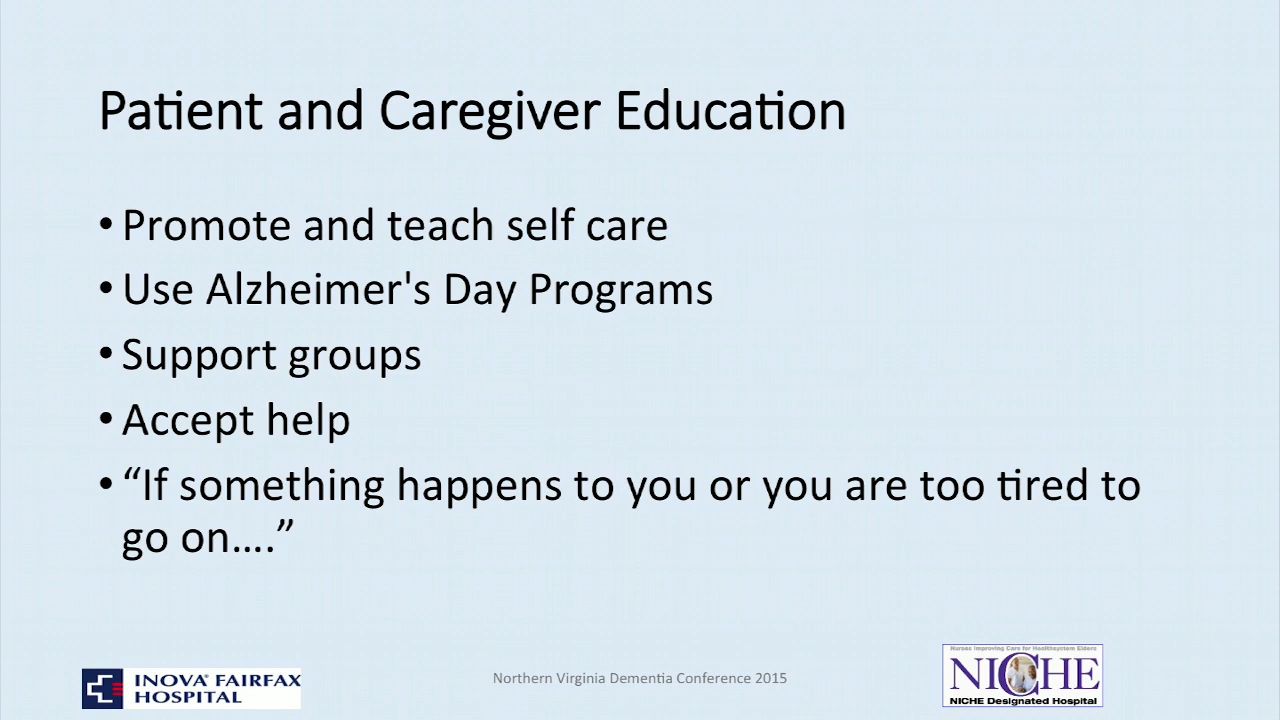 Patient and Caregiver Education
• Promote and teach self care
• Use Alzheimer's Day Programs
• Support groups
• Accept help
• “If something happens to you or you are too tired to
go on....”
INOVA® FAIRFAX
HOSPITAL
Northern Virginia Dementia Conference 2015
Nurses Improving Care for Healthsystem Elders
NICHE
NICHE Designated Hospital